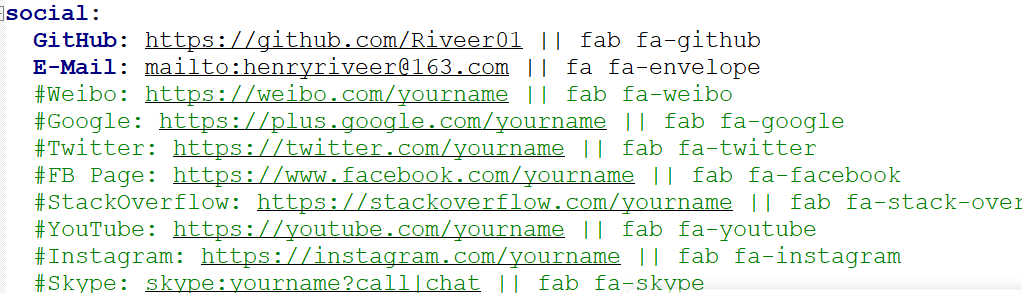 social:
GitHub: https://github.com/Riveer01 || fab fa-github
E-Mail: mailto:henryriveer@163.com || fa fa-envelope
#Weibo: https://weibo.com/yourname || fab fa-weibo
#Google: https://plus.google.com/yourname || fab fa-google
#Twitter: https://twitter.com/yourname || fab fa-twitter
#FB Page: https://www.facebook.com/yourname || fab fa-facebook
#StackOverflow: https://stackoverflow.com/yourname || fab fa-stack-over
#YouTube: https://youtube.com/yourname || fab fa-youtube
#Instagram: https://instagram.com/yourname || fab fa-instagram
#Skype: skype:yourname?call|chat || fab fa-skype